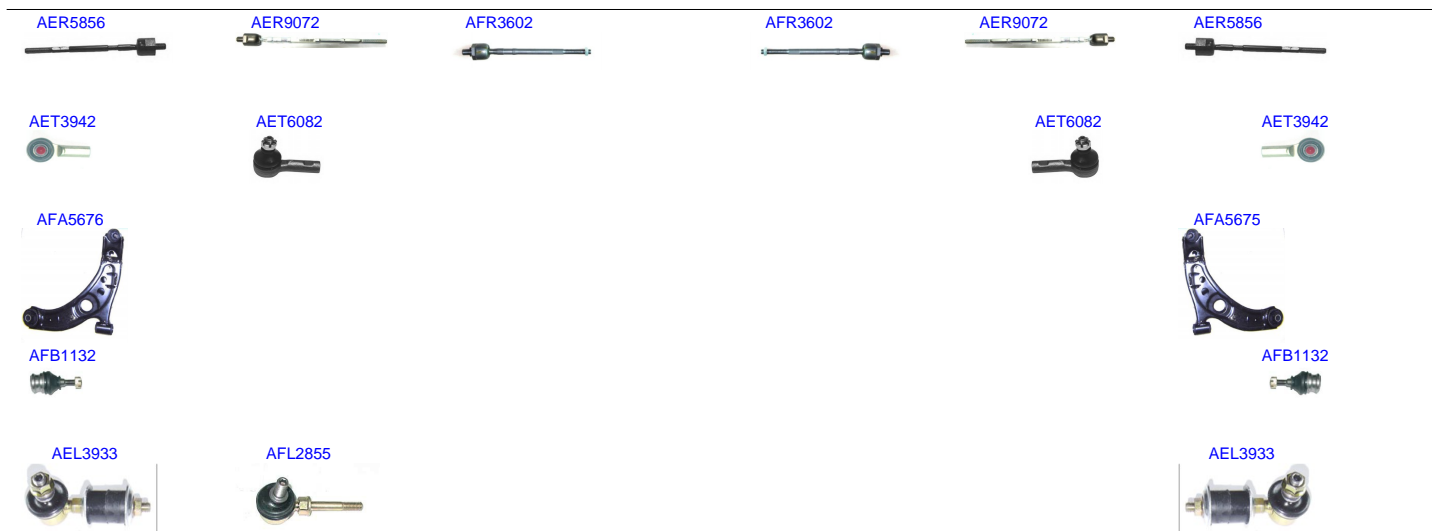 AER5856 AER9072 AFR3602 AFR3602 AER9072 AER5856
AET3942 AET6082 AET6082 AET3942
AFA5676 AFA5675
AFB1132 AFB1132
AEL3933 AFL2855 AEL3933